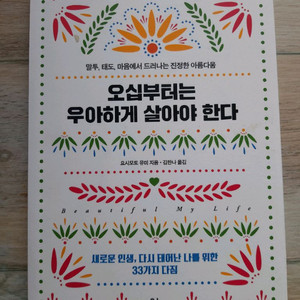 말투, 태도, 마음에서 드러나는 진정한 아름다움
오십부터는
우아하게 살아야 한다
요시모토 유미 지음 · 김한나 옮김
Beautiful My Life
새로운 인생, 다시 태어난 나를 위한
33가지 다짐